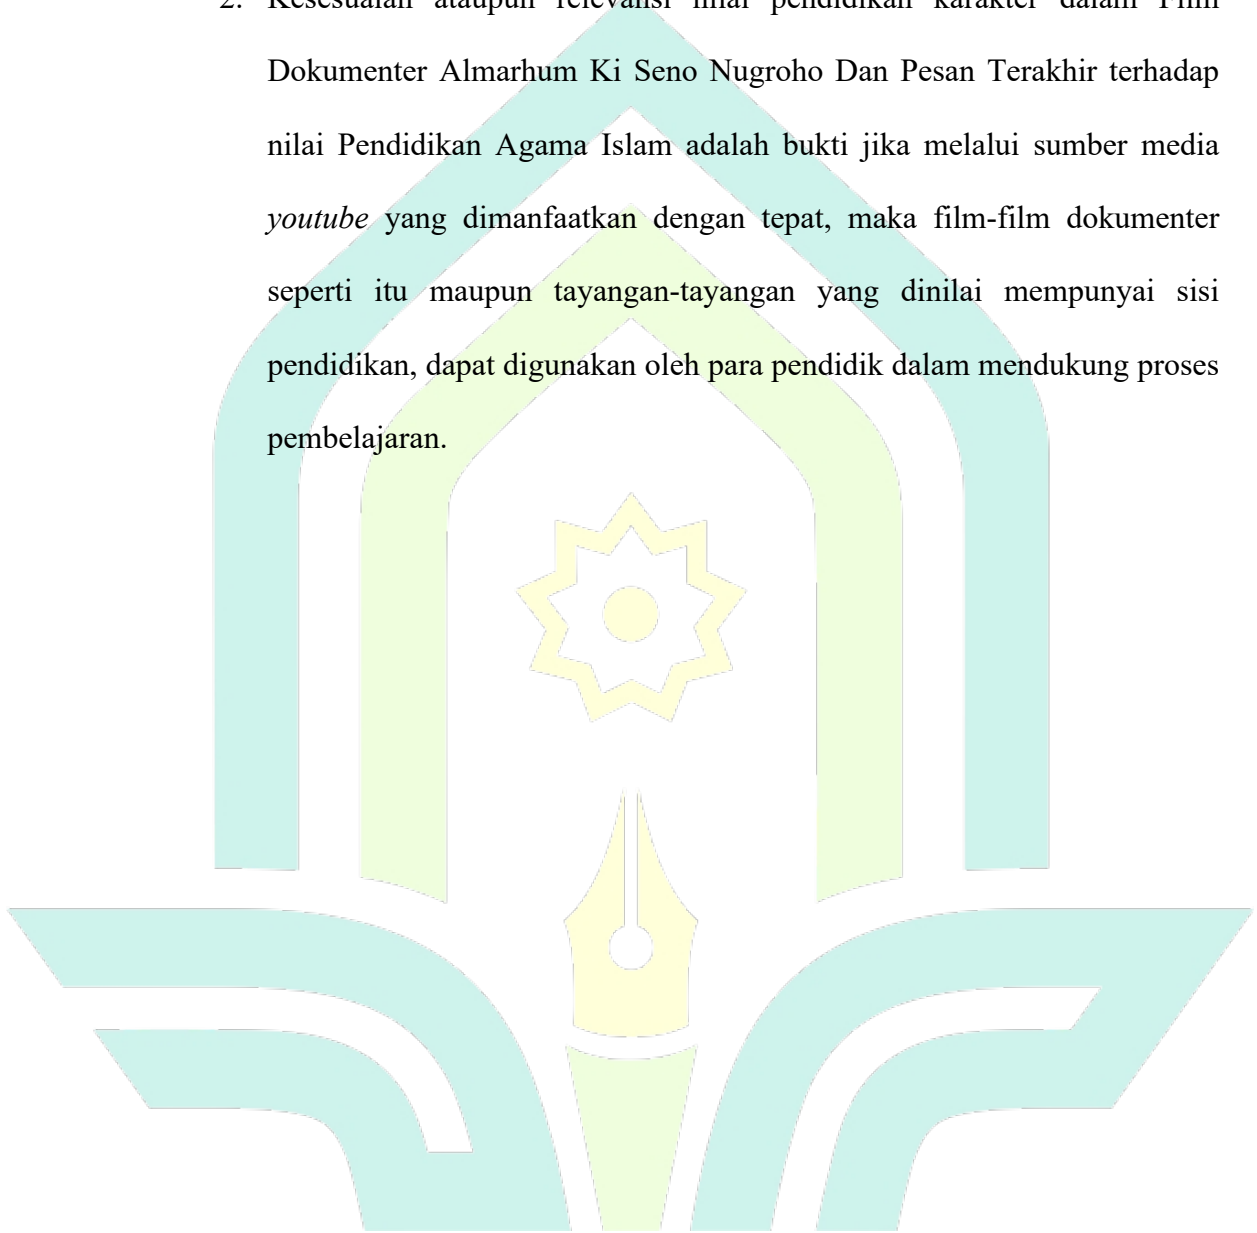 2. Kesesuaian ataupun relevansi nilai pendidikan karakter dalam Film
Dokumenter Almarhum Ki Seno Nugroho Dan Pesan Terakhir terhadap
nilai Pendidikan Agama Islam adalah bukti jika melalui sumber media
youtube yang dimanfaatkan dengan tepat, maka film-film dokumenter
seperti itu maupun tayangan-tayangan yang dinilai mempunyai sisi
pendidikan, dapat digunakan oleh para pendidik dalam mendukung proses
pembelajaran.